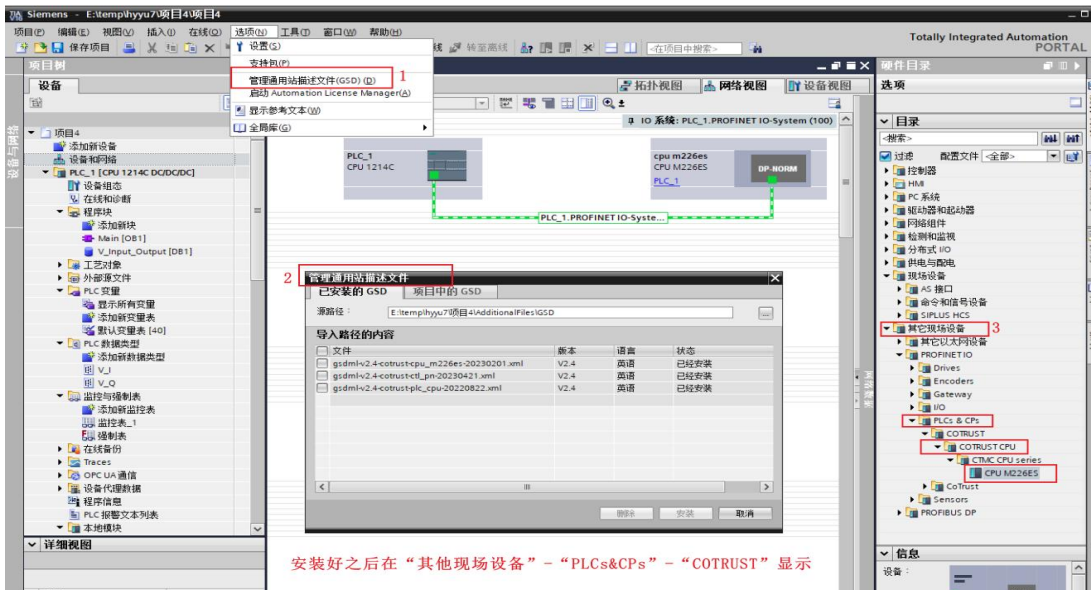 Siemens - E:\temp\hyyu7\项目4\项目4
项目(P) 编辑(E) 视图(V) 插入(I) 在线(O) 选项(N) 工具(T) 窗口(W) 帮助(H)
Totally Integrated Automation
PORTAL
保存项目
转至离线
<在项目中搜索>
设置(S)
支持包(P)
管理通用站描述文件(GSD) (D)
1
启动 Automation License Manager(A)
显示参考文本(W)
全局库(G)
项目树
设备
项目4
添加新设备
设备和网络
PLC_1 [CPU 1214C DC/DC/DC]
设备组态
在线和诊断
程序块
添加新块
Main [OB1]
V_Input_Output [DB1]
工艺对象
外部源文件
PLC 变量
显示所有变量
添加新变量表
默认变量表 [40]
PLC 数据类型
添加新数据类型
V_I
V_Q
监控与强制表
添加新监控表
监控表_1
强制表
在线备份
Traces
OPC UA 通信
设备代理数据
程序信息
PLC 报警文本列表
本地模块
详细视图
拓扑视图 网络视图 设备视图
IO 系统: PLC_1.PROFINET IO-System (100)
PLC_1
CPU 1214C
cpu m226es
CPU M226ES
DP-NORM
PLC_1
PLC_1.PROFINET IO-Syste...
2
管理通用站描述文件
已安装的 GSD 项目中的 GSD
源路径: E:\temp\hyyu7\项目4\AdditionalFiles\GSD
导入路径的内容
文件 版本 语言 状态
gsdml-v2.4-cotrust-cpu_m226es-20230201.xml V2.4 英语 已经安装
gsdml-v2.4-cotrust-ctl_pn-20230421.xml V2.4 英语 已经安装
gsdml-v2.4-cotrust-plc_cpu-20220822.xml V2.4 英语 已经安装
删除 安装 取消
安装好之后在“其他现场设备”-“PLCs&CPs”-“COTRUST”显示
硬件目录
选项
目录
<搜索>
过滤 配置文件 <全部>
控制器
HMI
PC 系统
驱动器和起动器
网络组件
检测和监视
分布式 I/O
供电与配电
现场设备
AS 接口
命令和信号设备
SIPLUS HCS
其它现场设备
3
其它以太网设备
PROFINET IO
Drives
Encoders
Gateway
I/O
PLCs & CPs
COTRUST
COTRUST CPU
CTMC CPU series
CPU M226ES
CoTrust
Sensors
PROFIBUS DP
信息
设备: